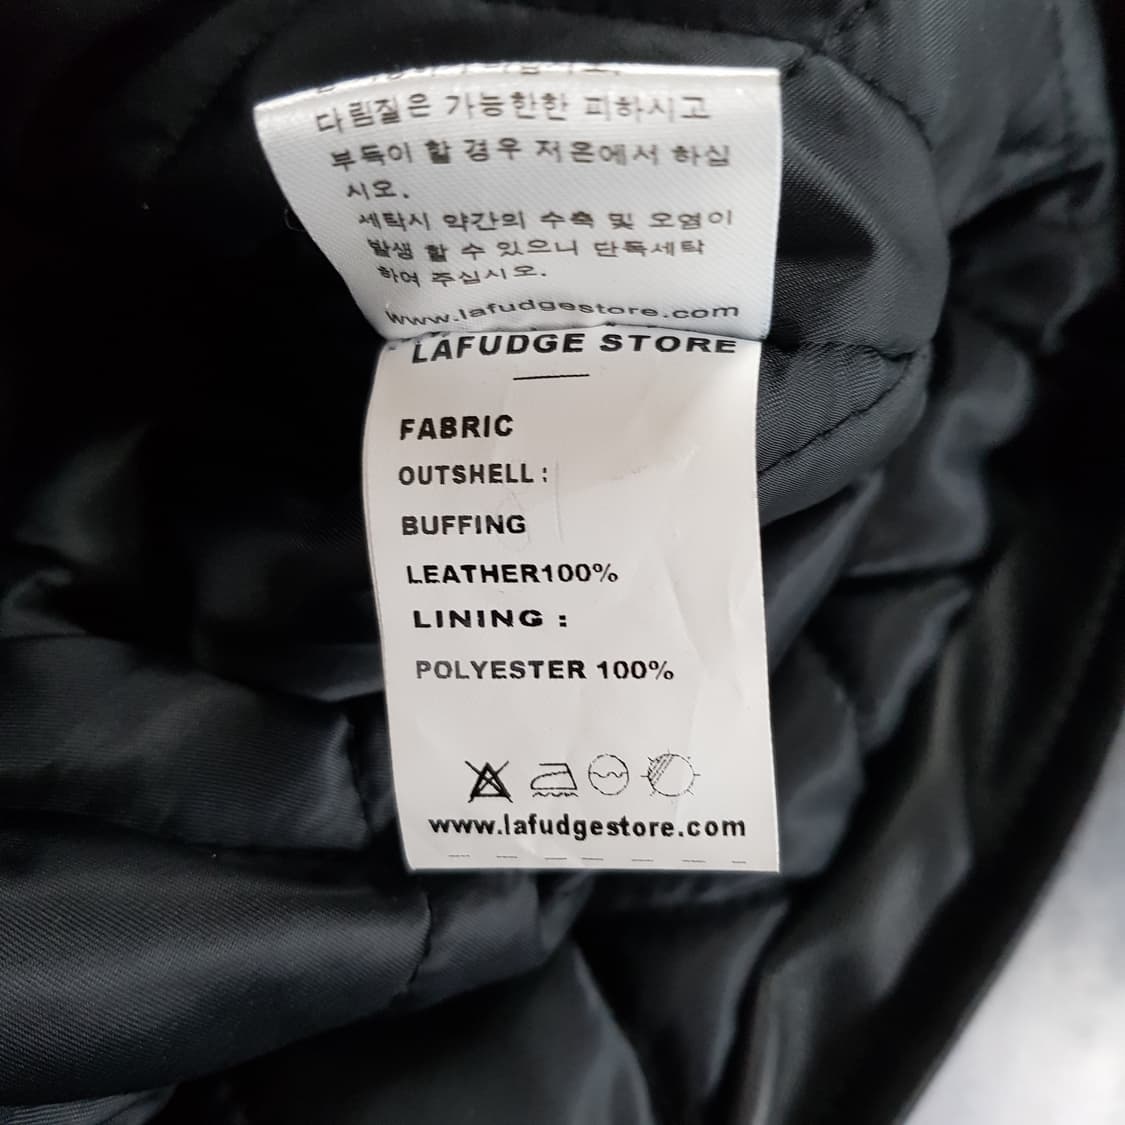 다림질은 가능한한 피하시고
부득이 할 경우 저온에서 하십
시오.
세탁시 약간의 수축 및 오염이
발생 할 수 있으니 단독세탁
하여 주십시오.
www.lafudgestore.com
LAFUDGE STORE
FABRIC
OUTSHELL :
BUFFING
LEATHER100%
LINING :
POLYESTER 100%
www.lafudgestore.com